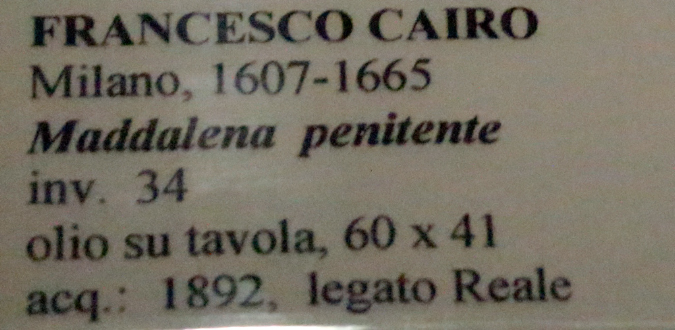 FRANCESCO CAIRO
Milano, 1607-1665
Maddalena penitente
inv. 34
olio su tavola, 60 x 41
acq.: 1892, legato Reale